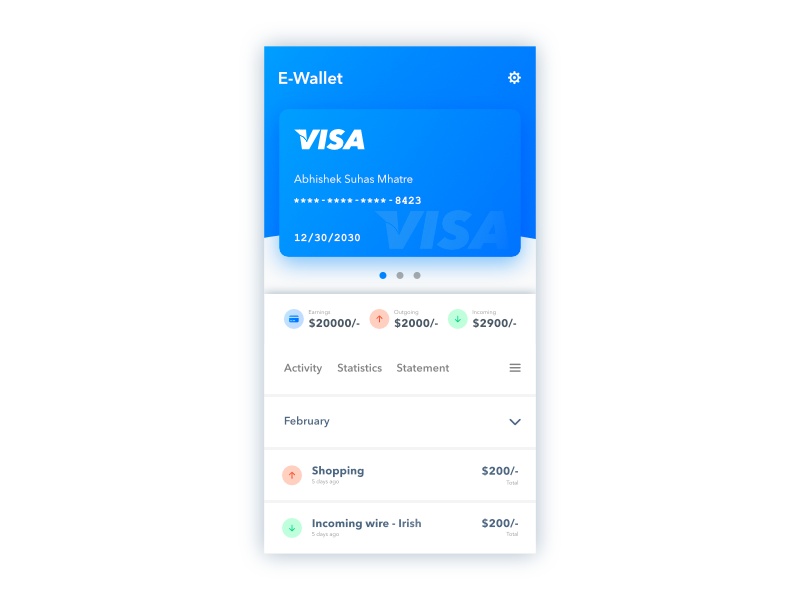 E-Wallet
VISA
Abhishek Suhas Mhatre
****-****-****-8423
VISA
12/30/2030
Earnings Outgoing Incoming
$20000/- $2000/- $2900/-
Activity Statistics Statement
February
Shopping $200/-
5 days ago Total
Incoming wire - Irish $200/-
5 days ago Total